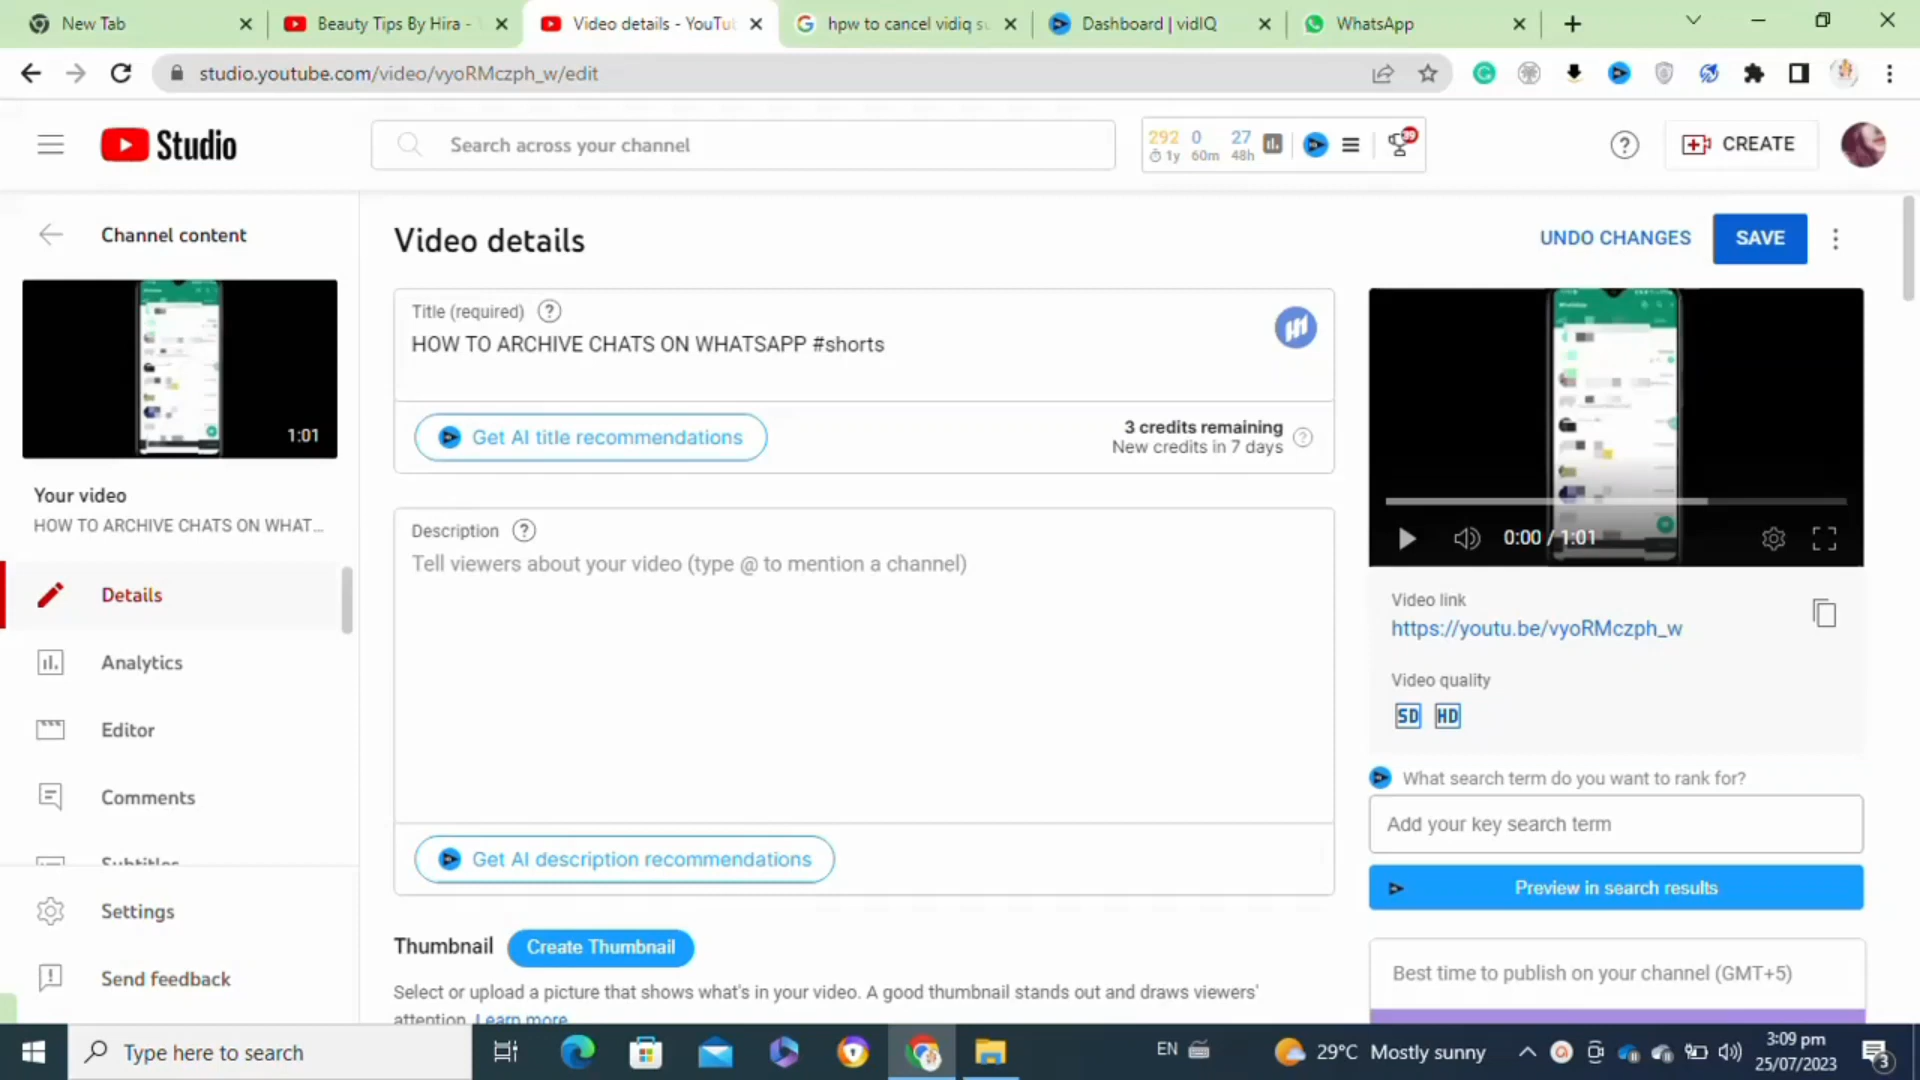 New Tab
Beauty Tips By Hira -
Video details - YouTu
hpw to cancel vidiq su
Dashboard | vidIQ
WhatsApp
studio.youtube.com/video/vyoRMczph_w/edit
Studio
Search across your channel
292 0 27
1y 60m 48h
39
CREATE
Channel content
Video details
UNDO CHANGES
SAVE
Title (required)
HOW TO ARCHIVE CHATS ON WHATSAPP #shorts
1:01
Get AI title recommendations
3 credits remaining
New credits in 7 days
Your video
HOW TO ARCHIVE CHATS ON WHAT...
Description
Tell viewers about your video (type @ to mention a channel)
0:00 / 1:01
Details
Video link
https://youtu.be/vyoRMczph_w
Analytics
Video quality
SD HD
Editor
What search term do you want to rank for?
Comments
Add your key search term
Subtitles
Get AI description recommendations
Preview in search results
Settings
Thumbnail
Create Thumbnail
Send feedback
Best time to publish on your channel (GMT+5)
Select or upload a picture that shows what's in your video. A good thumbnail stands out and draws viewers'
attention. Learn more
Type here to search
EN
29°C Mostly sunny
3:09 pm
25/07/2023
3